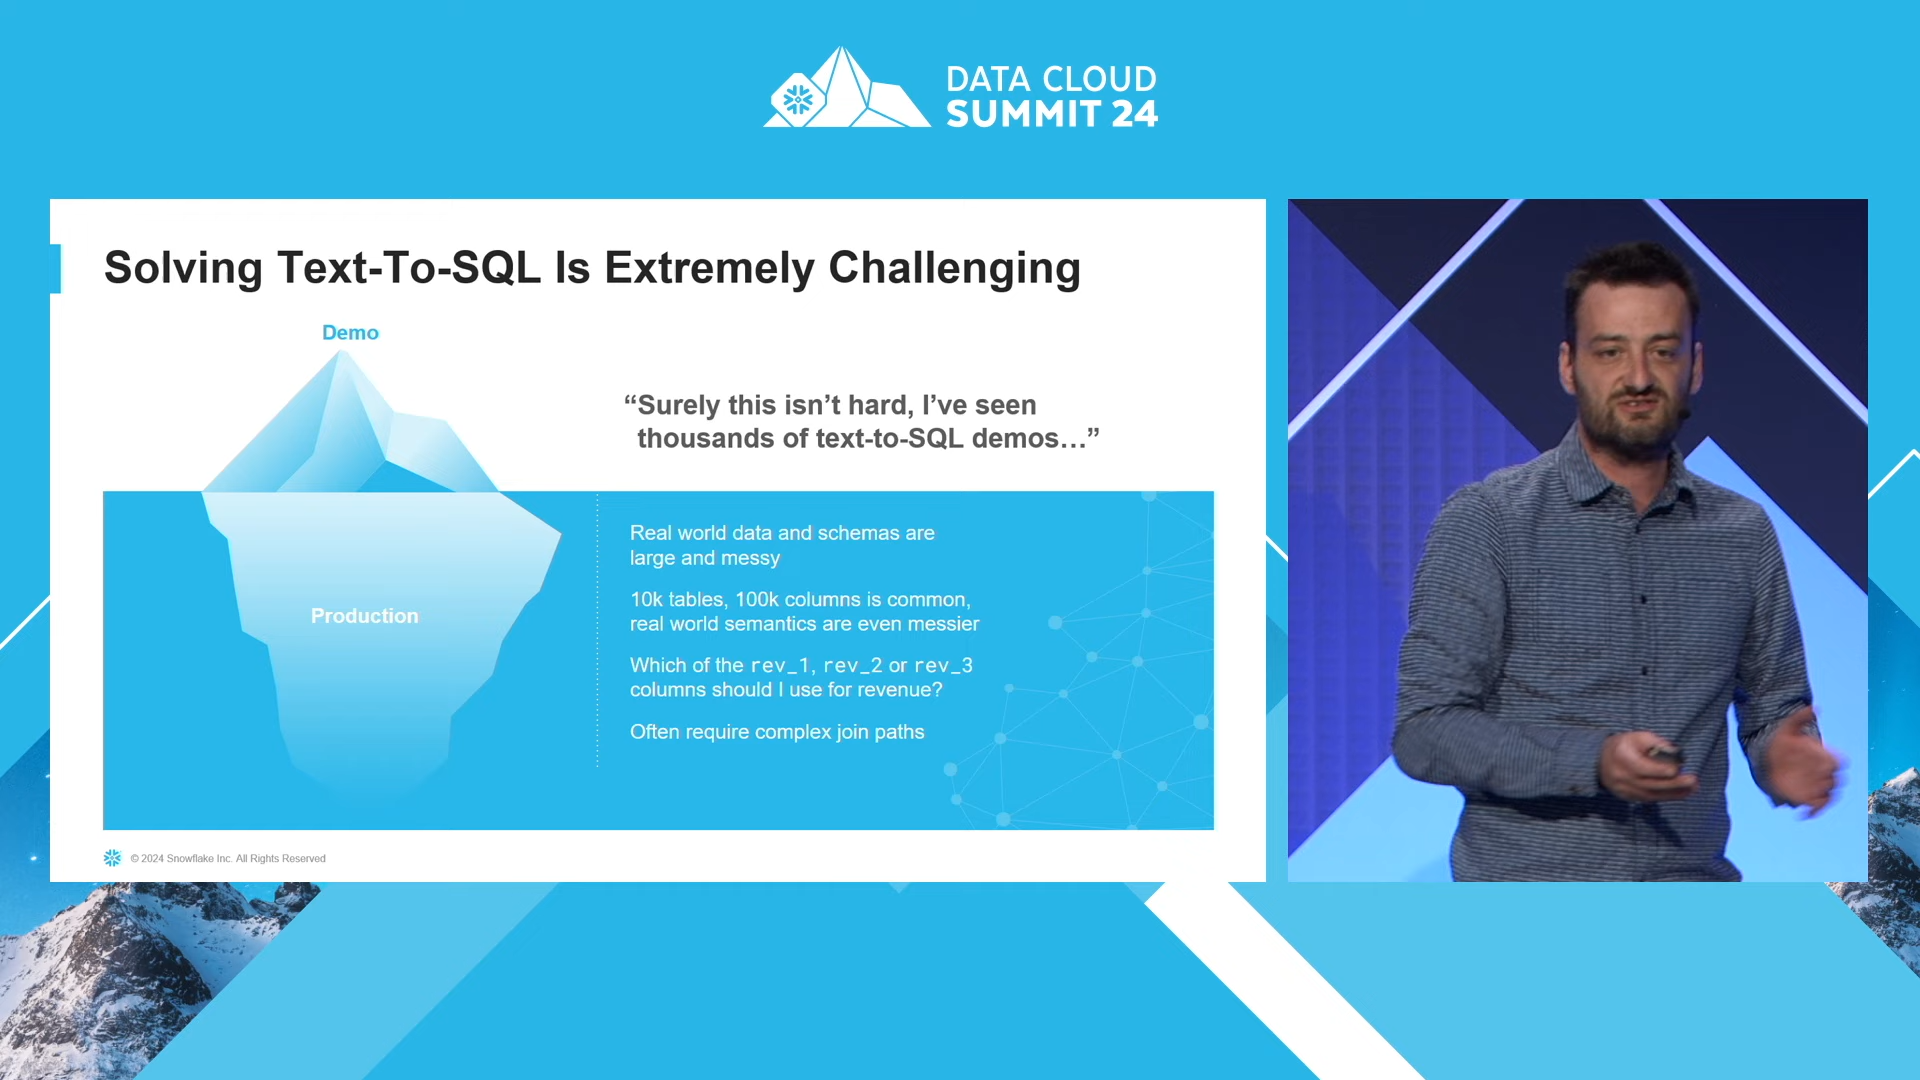 DATA CLOUD
SUMMIT 24
Solving Text-To-SQL Is Extremely Challenging
Demo
“Surely this isn’t hard, I’ve seen
thousands of text-to-SQL demos…”
Production
Real world data and schemas are
large and messy
10k tables, 100k columns is common,
real world semantics are even messier
Which of the rev_1, rev_2 or rev_3
columns should I use for revenue?
Often require complex join paths
© 2024 Snowflake Inc. All Rights Reserved